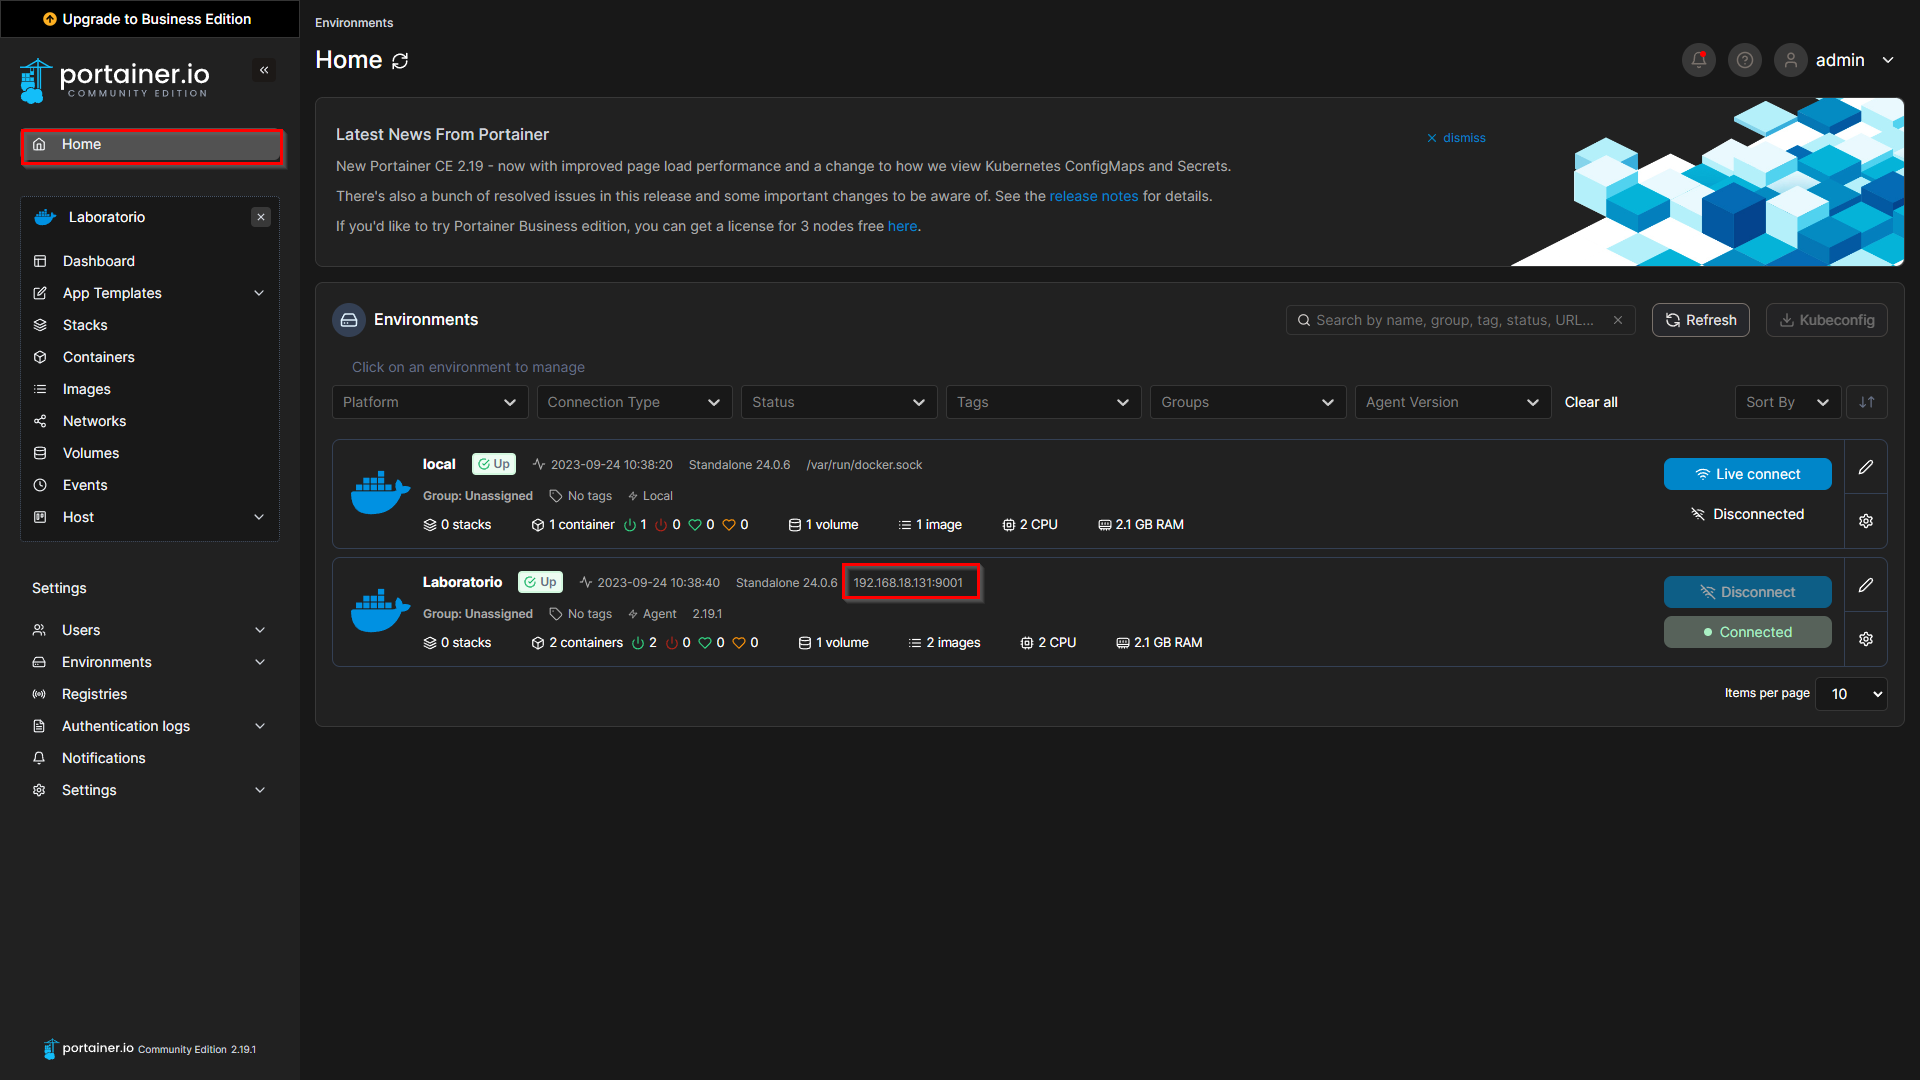 Upgrade to Business Edition
portainer.io
COMMUNITY EDITION
Home
Laboratorio
Dashboard
App Templates
Stacks
Containers
Images
Networks
Volumes
Events
Host
Settings
Users
Environments
Registries
Authentication logs
Notifications
Settings
portainer.io Community Edition 2.19.1
Environments
Home
admin
Latest News From Portainer
dismiss
New Portainer CE 2.19 - now with improved page load performance and a change to how we view Kubernetes ConfigMaps and Secrets.
There's also a bunch of resolved issues in this release and some important changes to be aware of. See the release notes for details.
If you'd like to try Portainer Business edition, you can get a license for 3 nodes free here.
Environments
Search by name, group, tag, status, URL...
Refresh
Kubeconfig
Click on an environment to manage
Platform Connection Type Status Tags Groups Agent Version Clear all Sort By
local Up 2023-09-24 10:38:20 Standalone 24.0.6 /var/run/docker.sock
Group: Unassigned No tags Local
0 stacks 1 container 1 0 0 0 1 volume 1 image 2 CPU 2.1 GB RAM
Live connect
Disconnected
Laboratorio Up 2023-09-24 10:38:40 Standalone 24.0.6 192.168.18.131:9001
Group: Unassigned No tags Agent 2.19.1
0 stacks 2 containers 2 0 0 0 1 volume 2 images 2 CPU 2.1 GB RAM
Disconnect
Connected
Items per page 10